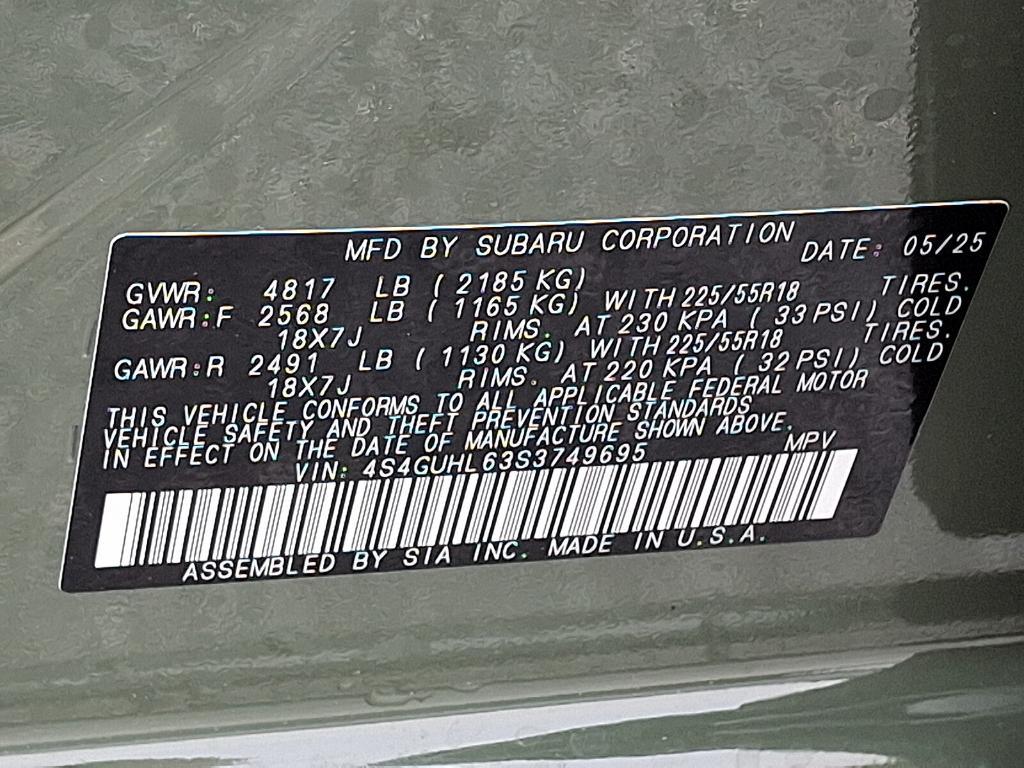 MFD BY SUBARU CORPORATION DATE: 05/25
GVWR: 4817 LB ( 2185 KG)
GAWR:F 2568 LB ( 1165 KG) WITH 225/55R18 TIRES.
18X7J RIMS. AT 230 KPA ( 33 PSI) COLD
GAWR:R 2491 LB ( 1130 KG) WITH 225/55R18 TIRES.
18X7J RIMS. AT 220 KPA ( 32 PSI) COLD
THIS VEHICLE CONFORMS TO ALL APPLICABLE FEDERAL MOTOR
VEHICLE SAFETY AND THEFT PREVENTION STANDARDS
IN EFFECT ON THE DATE OF MANUFACTURE SHOWN ABOVE.
VIN: 4S4GUHL63S3749695 MPV
ASSEMBLED BY SIA INC. MADE IN U.S.A.